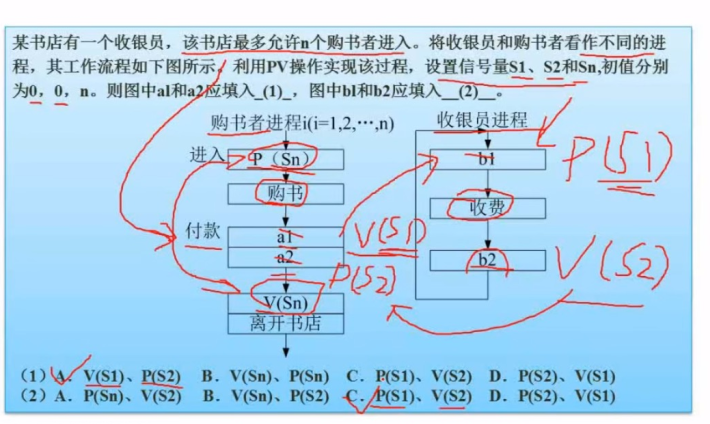 某书店有一个收银员，该书店最多允许n个购书者进入。将收银员和购书者看作不同的进
程，其工作流程如下图所示。利用PV操作实现该过程，设置信号量S1、S2和Sn,初值分别
为0，0，n。则图中a1和a2应填入_(1)_，图中b1和b2应填入__(2)__。
购书者进程i(i=1,2,…,n)
收银员进程
进入
P（Sn）
b1
P(S1)
购书
收费
付款
a1
V(S1)
a2
P(S2)
b2
V(S2)
V(Sn)
离开书店
（1）A．V(S1)、P(S2) B．V(Sn)、P(Sn) C．P(S1)、V(S2) D．P(S2)、V(S1)
（2）A．P(Sn)、V(S2) B．V(Sn)、P(S2) C．P(S1)、V(S2) D．P(S2)、V(S1)